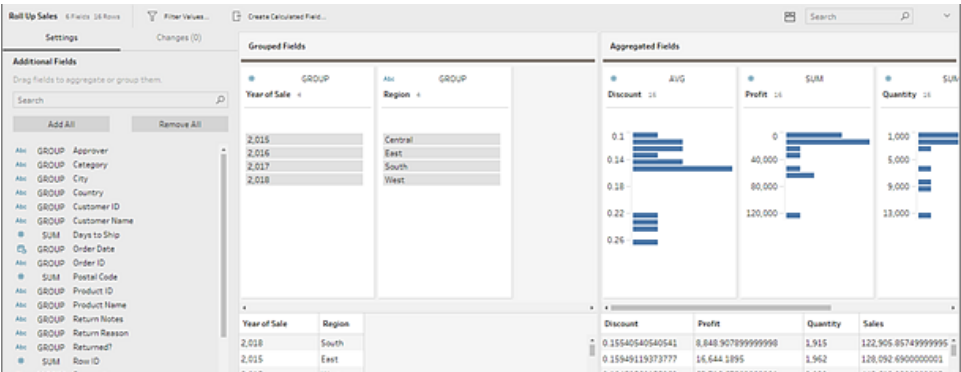 Roll Up Sales 6 Fields 16 Rows Filter Values... Create Calculated Field... Search
Settings Changes (0)
Additional Fields
Drag fields to aggregate or group them.
Search
Add All Remove All
Abc GROUP Approver
Abc GROUP Category
Abc GROUP City
Abc GROUP Country
Abc GROUP Customer ID
Abc GROUP Customer Name
# SUM Days to Ship
GROUP Order Date
Abc GROUP Order ID
# SUM Postal Code
Abc GROUP Product ID
Abc GROUP Product Name
Abc GROUP Return Notes
Abc GROUP Return Reason
Abc GROUP Returned?
# SUM Row ID
Grouped Fields
# GROUP
Year of Sale 4
2,015
2,016
2,017
2,018
Abc GROUP
Region 4
Central
East
South
West
Aggregated Fields
# AVG
Discount 16
0.1
0.14
0.18
0.22
0.26
# SUM
Profit 16
0
40,000
80,000
120,000
# SUM
Quantity 16
1,000
5,000
9,000
13,000
Year of Sale Region
2,018 South
2,015 East
Discount Profit Quantity Sales
0.15540540540541 8,848.907899999998 1,915 122,905.85749999995
0.15949119373777 16,644.1895 1,962 128,092.6900000001